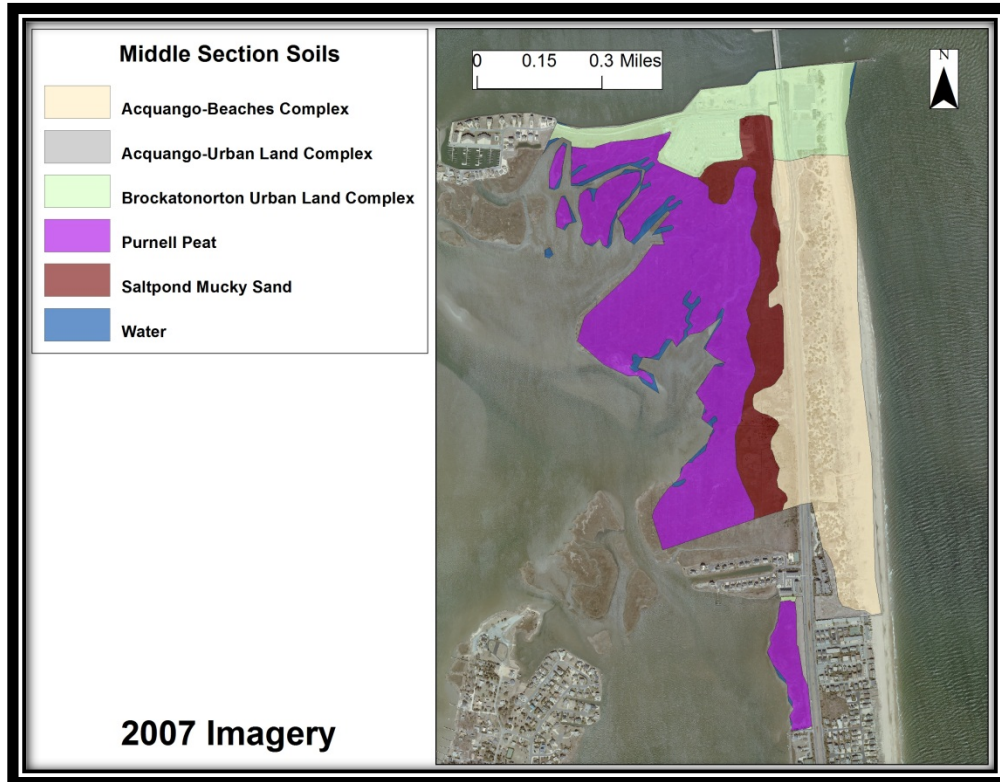 Middle Section Soils
Acquango-Beaches Complex
Acquango-Urban Land Complex
Brockatonorton Urban Land Complex
Purnell Peat
Saltpond Mucky Sand
Water
0 0.15 0.3 Miles
N
2007 Imagery